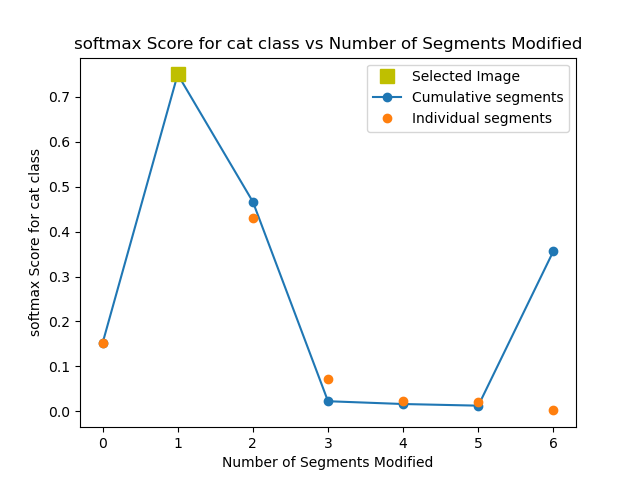 softmax Score for cat class vs Number of Segments Modified
Selected Image
Cumulative segments
Individual segments
softmax Score for cat class
0.7
0.6
0.5
0.4
0.3
0.2
0.1
0.0
0 1 2 3 4 5 6
Number of Segments Modified